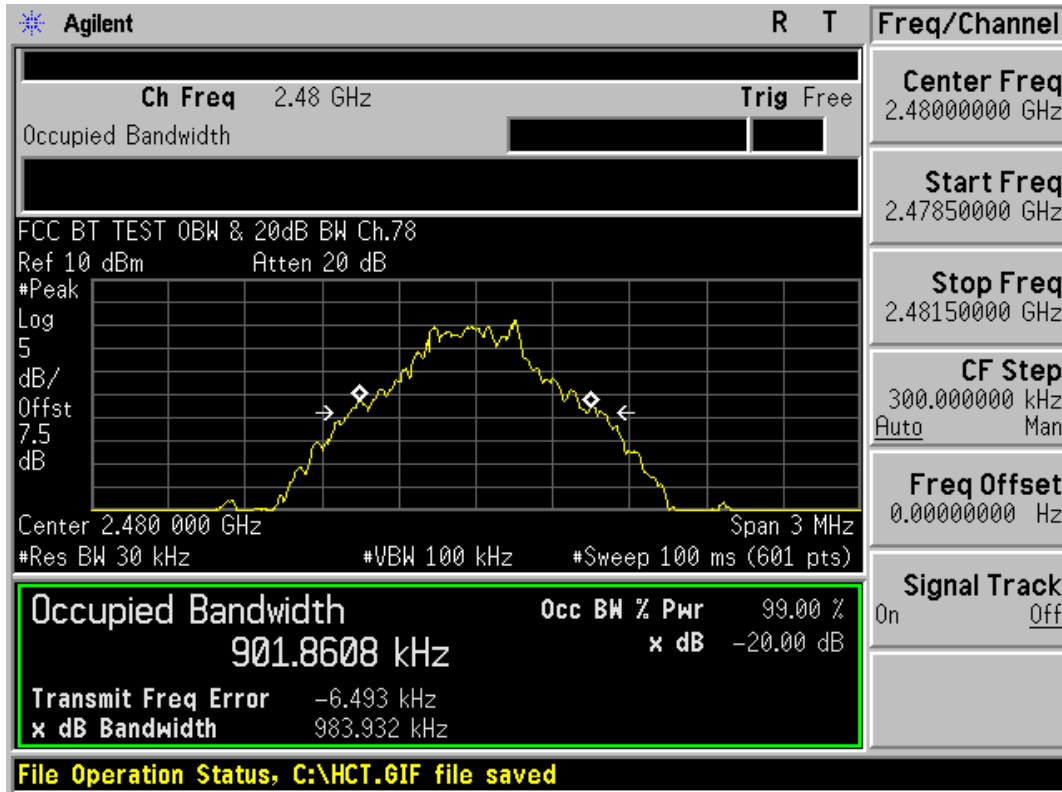 Agilent R T Freq/Channel
Ch Freq 2.48 GHz Trig Free
Occupied Bandwidth
Center Freq
2.48000000 GHz
Start Freq
2.47850000 GHz
Stop Freq
2.48150000 GHz
CF Step
300.000000 kHz
Auto Man
Freq Offset
0.00000000 Hz
Signal Track
On Off
FCC BT TEST OBW & 20dB BW Ch.78
Ref 10 dBm Atten 20 dB
#Peak
Log
5
dB/
Offst
7.5
dB
Center 2.480 000 GHz Span 3 MHz
#Res BW 30 kHz #VBW 100 kHz #Sweep 100 ms (601 pts)
Occupied Bandwidth Occ BW % Pwr 99.00 %
901.8608 kHz x dB -20.00 dB
Transmit Freq Error -6.493 kHz
x dB Bandwidth 983.932 kHz
File Operation Status, C:\HCT.GIF file saved